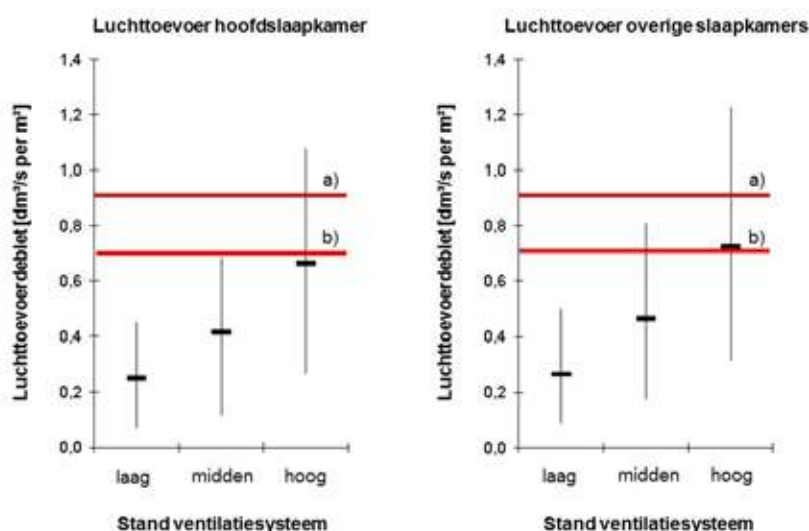 Luchttoevoer hoofdslaapkamer
Luchttoevoerdebiet [dm³/s per m²]
1,4
1,2
1,0
0,8
0,6
0,4
0,2
0,0
a)
b)
laag midden hoog
Stand ventilatiesysteem
Luchttoevoer overige slaapkamers
Luchttoevoerdebiet [dm³/s per m²]
1,4
1,2
1,0
0,8
0,6
0,4
0,2
0,0
a)
b)
laag midden hoog
Stand ventilatiesysteem